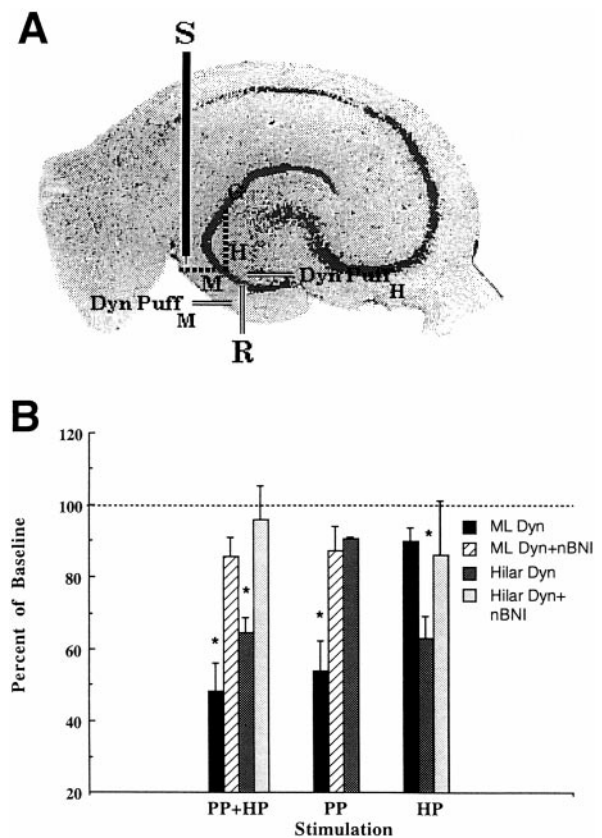 A
S
G
H
M
Dyn Puff H
Dyn Puff M
R
B
120
100
80
60
40
20
Percent of Baseline
*
*
*
*
ML Dyn
ML Dyn+nBNI
Hilar Dyn
Hilar Dyn+
nBNI
PP+HP
PP
HP
Stimulation